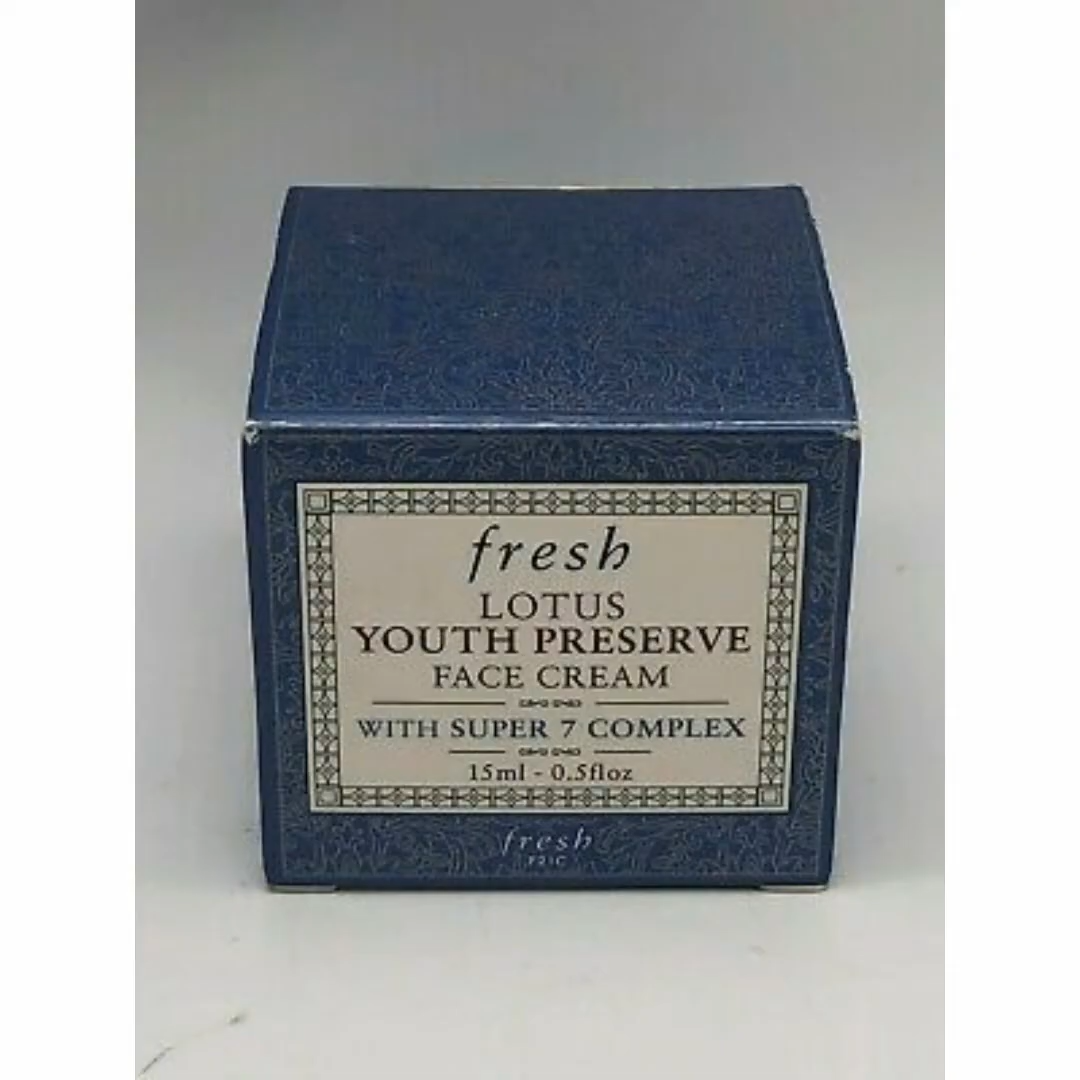 fresh
LOTUS
YOUTH PRESERVE
FACE CREAM
WITH SUPER 7 COMPLEX
15ml - 0.5floz
fresh